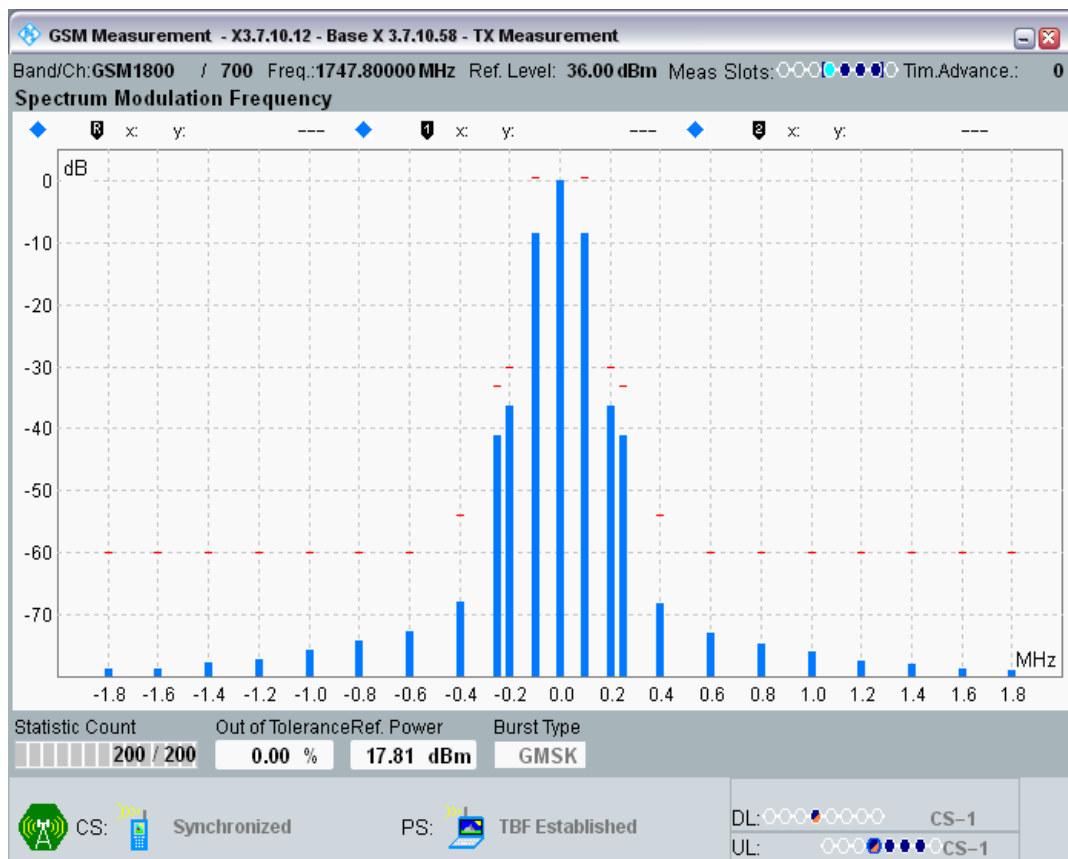 GSM Measurement - X3.7.10.12 - Base X 3.7.10.58 - TX Measurement
Band/Ch:GSM1800 / 700 Freq.:1747.80000 MHz Ref. Level: 36.00 dBm Meas Slots: Tim.Advance.: 0
Spectrum Modulation Frequency
R x: y: --- 1 x: y: --- 2 x: y: ---
dB
0
-10
-20
-30
-40
-50
-60
-70
MHz
-1.8 -1.6 -1.4 -1.2 -1.0 -0.8 -0.6 -0.4 -0.2 0.0 0.2 0.4 0.6 0.8 1.0 1.2 1.4 1.6 1.8
Statistic Count Out of Tolerance Ref. Power Burst Type
200 / 200 0.00 % 17.81 dBm GMSK
CS: Synchronized PS: TBF Established
DL: CS-1
UL: CS-1